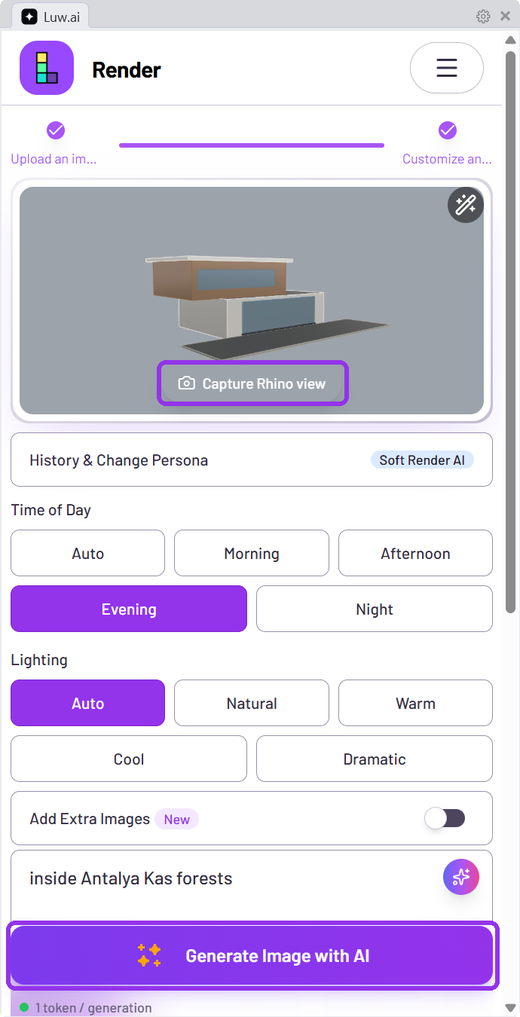 Luw.ai
Render
Upload an im...
Customize an...
Capture Rhino view
History & Change Persona
Soft Render AI
Time of Day
Auto
Morning
Afternoon
Evening
Night
Lighting
Auto
Natural
Warm
Cool
Dramatic
Add Extra Images
New
inside Antalya Kas forests
Generate Image with AI
1 token / generation